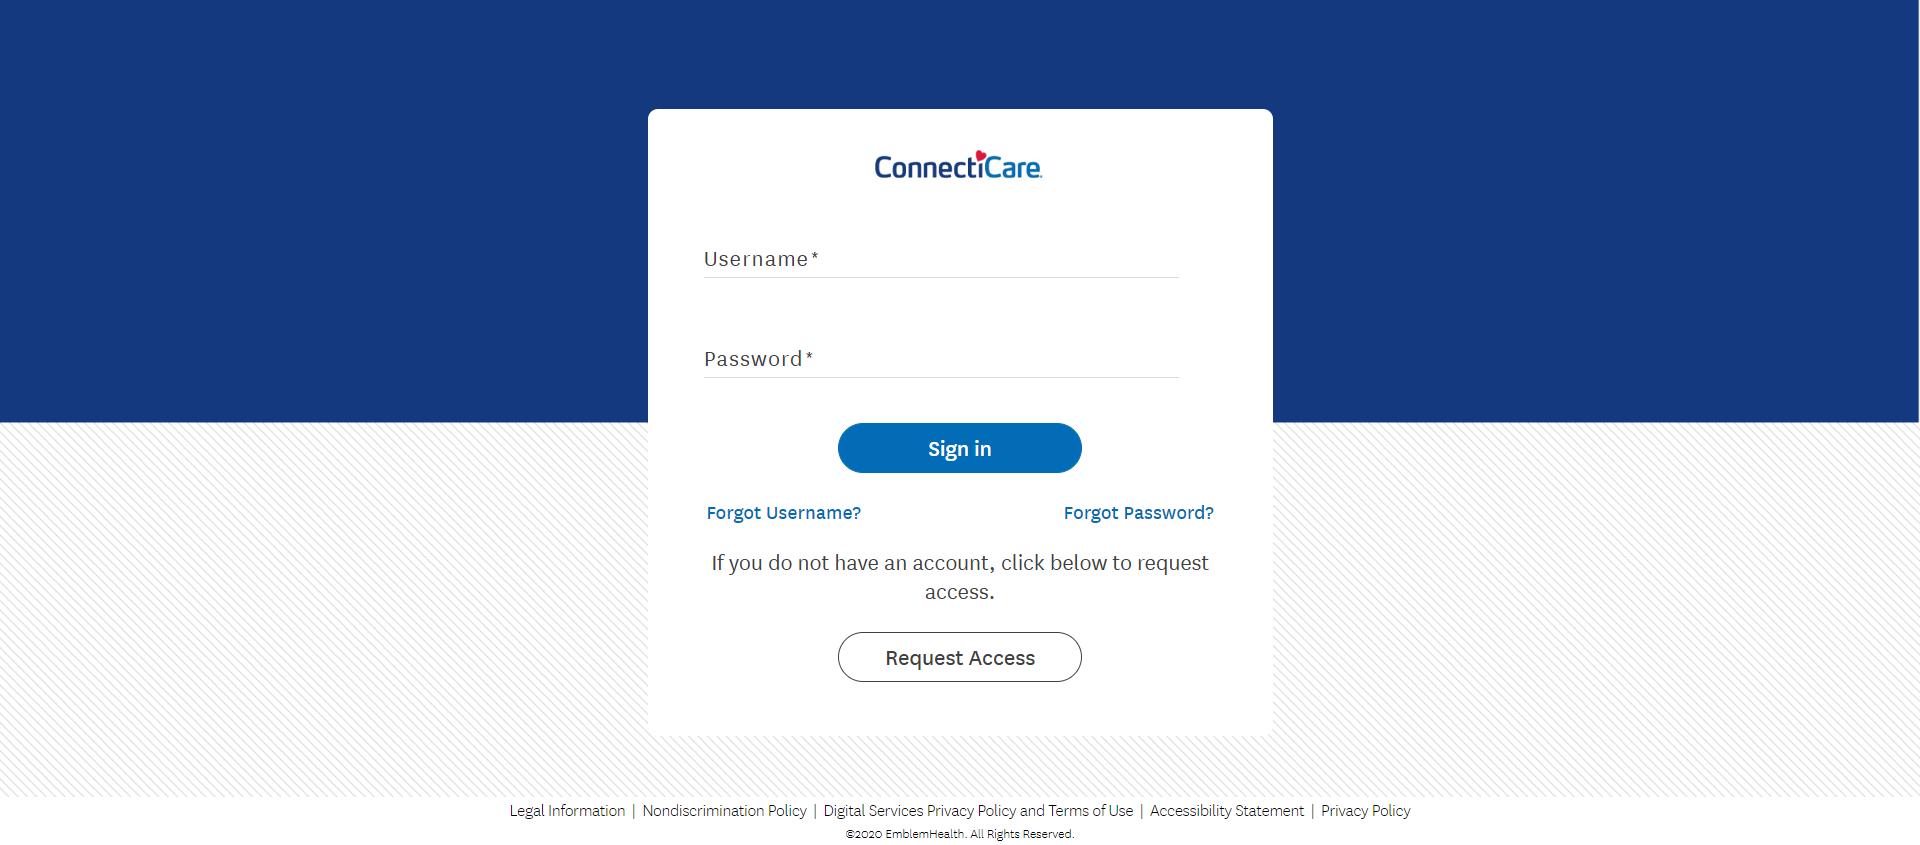 ConnectiCare.
Username*
Password*
Sign in
Forgot Username? Forgot Password?
If you do not have an account, click below to request
access.
Request Access
Legal Information | Nondiscrimination Policy | Digital Services Privacy Policy and Terms of Use | Accessibility Statement | Privacy Policy
©2020 EmblemHealth. All Rights Reserved.